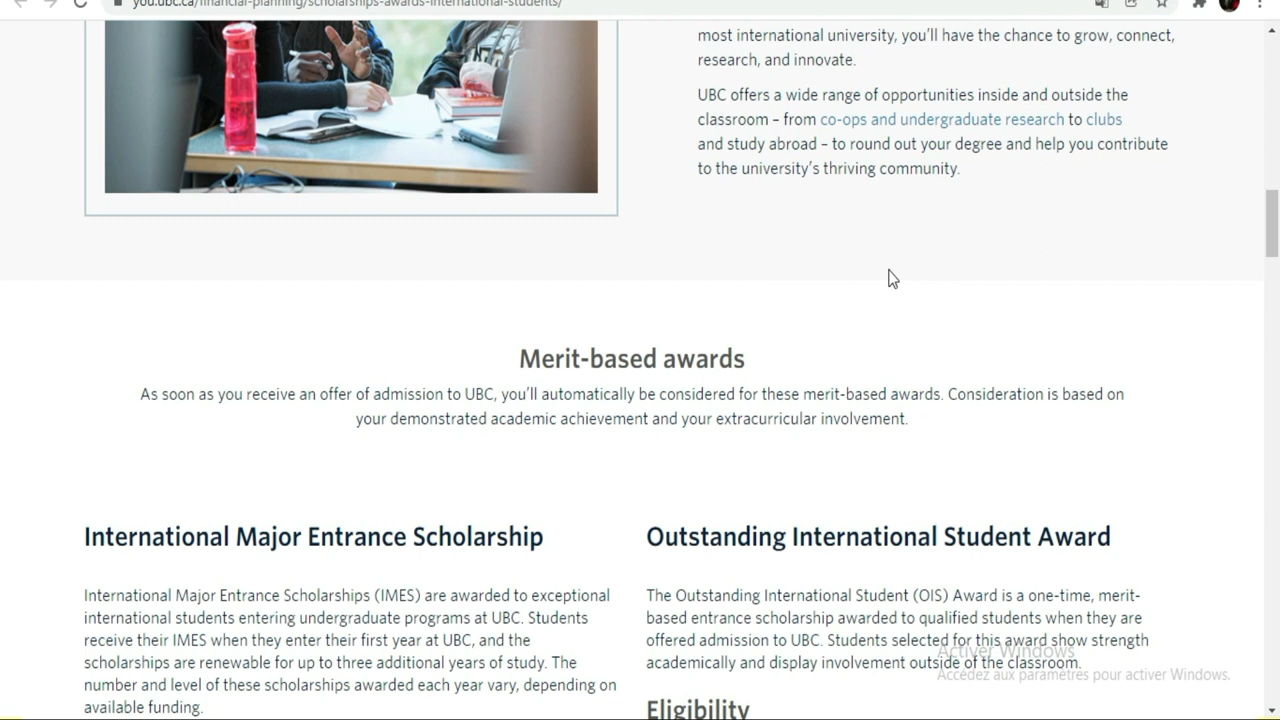 you.ubc.ca/financial-planning/scholarships-awards-international-students/
most international university, you'll have the chance to grow, connect,
research, and innovate.
UBC offers a wide range of opportunities inside and outside the
classroom – from co-ops and undergraduate research to clubs
and study abroad – to round out your degree and help you contribute
to the university's thriving community.
Merit-based awards
As soon as you receive an offer of admission to UBC, you'll automatically be considered for these merit-based awards. Consideration is based on
your demonstrated academic achievement and your extracurricular involvement.
International Major Entrance Scholarship
International Major Entrance Scholarships (IMES) are awarded to exceptional
international students entering undergraduate programs at UBC. Students
receive their IMES when they enter their first year at UBC, and the
scholarships are renewable for up to three additional years of study. The
number and level of these scholarships awarded each year vary, depending on
available funding.
Outstanding International Student Award
The Outstanding International Student (OIS) Award is a one-time, merit-
based entrance scholarship awarded to qualified students when they are
offered admission to UBC. Students selected for this award show strength
academically and display involvement outside of the classroom.
Eligibility
Activer Windows
Accédez aux paramètres pour activer Windows.